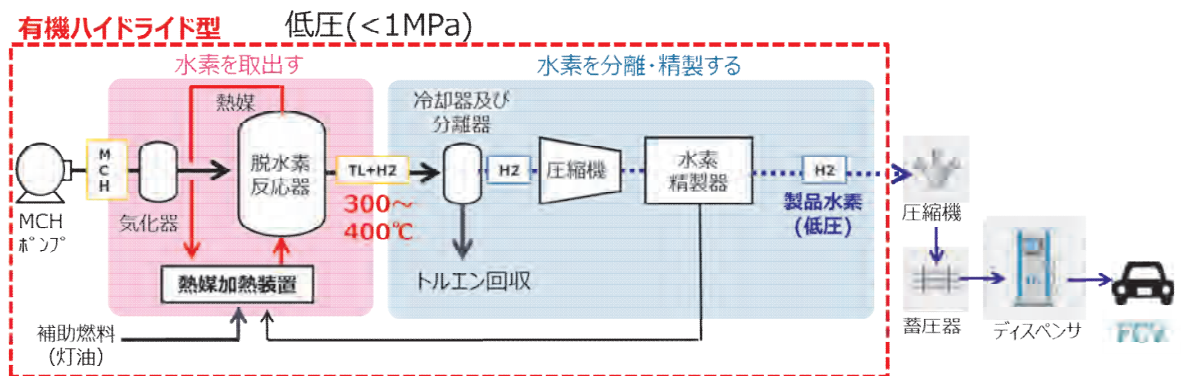 有機ハイドライド型
低圧(<1MPa)
水素を取出す
水素を分離・精製する
熱媒
冷却器及び
分離器
M
C
H
脱水素
反応器
TL+H2
H2
圧縮機
水素
精製器
H2
MCH
ポンプ
気化器
300～
400℃
製品水素
(低圧)
圧縮機
熱媒加熱装置
トルエン回収
補助燃料
(灯油)
蓄圧器
ディスペンサ
FCV